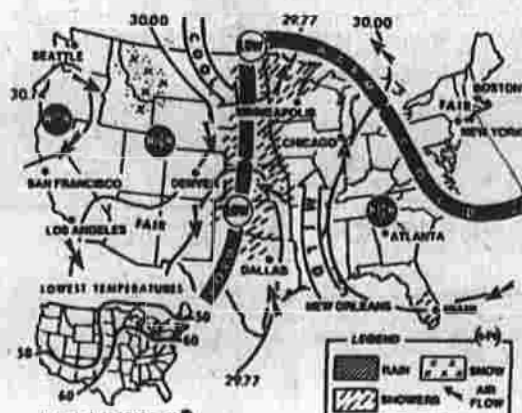 30.00
29.77
30.00
SEATTLE
COOL
LOW
MINNEAPOLIS
BOSTON
FAIR
NEW YORK
CHICAGO
SAN FRANCISCO
DENVER
LOW
MILD
LOS ANGELES
FAIR
ATLANTA
DALLAS
LOWEST TEMPERATURES
NEW ORLEANS
MIAMI
50
60
50
60
29.77
LEGEND
RAIN
SNOW
SHOWERS
AIR
FLOW